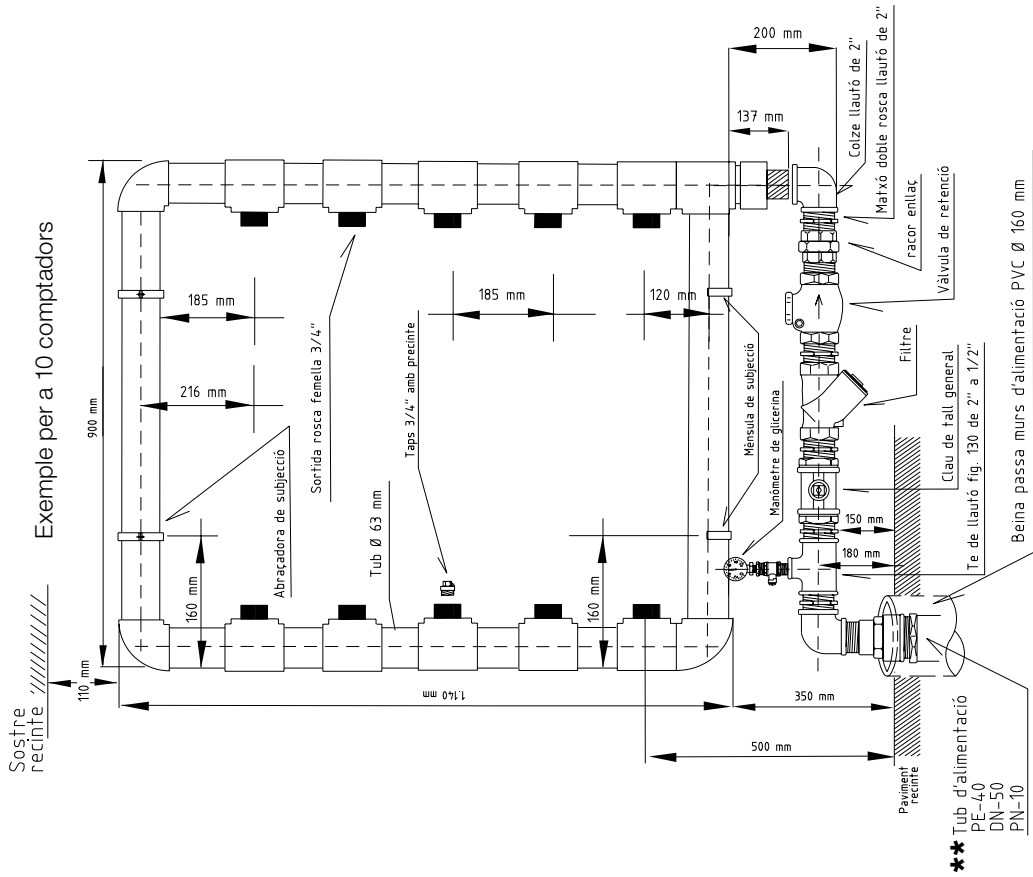 Exemple per a 10 comptadors
Sostre
recinte
110 mm
900 mm
185 mm
216 mm
Abraçadora de subjecció
Sortida rosca femella 3/4"
Taps 3/4" amb precinte
185 mm
120 mm
Tub Ø 63 mm
160 mm
160 mm
Mènsula de subjecció
Manòmetre de glicerina
1.140 mm
350 mm
500 mm
137 mm
200 mm
Colze llautó de 2"
Matxó doble rosca llautó de 2"
racor enllaç
Vàlvula de retenció
Filtre
Clau de tall general
Te de llautó fig. 130 de 2" a 1/2"
150 mm
180 mm
Beina passa murs d'alimentació PVC Ø 160 mm
Paviment
recinte
** Tub d'alimentació
PE-40
DN-50
PN-10